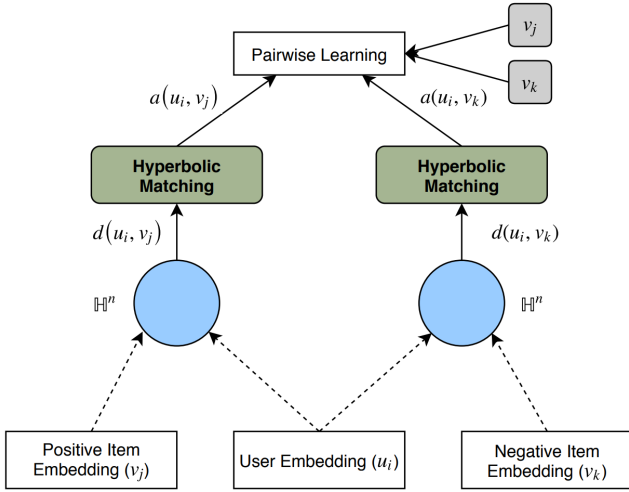 v_j
Pairwise Learning
v_k
a(u_i, v_j)
a(u_i, v_k)
Hyperbolic
Matching
Hyperbolic
Matching
d(u_i, v_j)
d(u_i, v_k)
ℍ^n
ℍ^n
Positive Item
Embedding (v_j)
User Embedding (u_i)
Negative Item
Embedding (v_k)